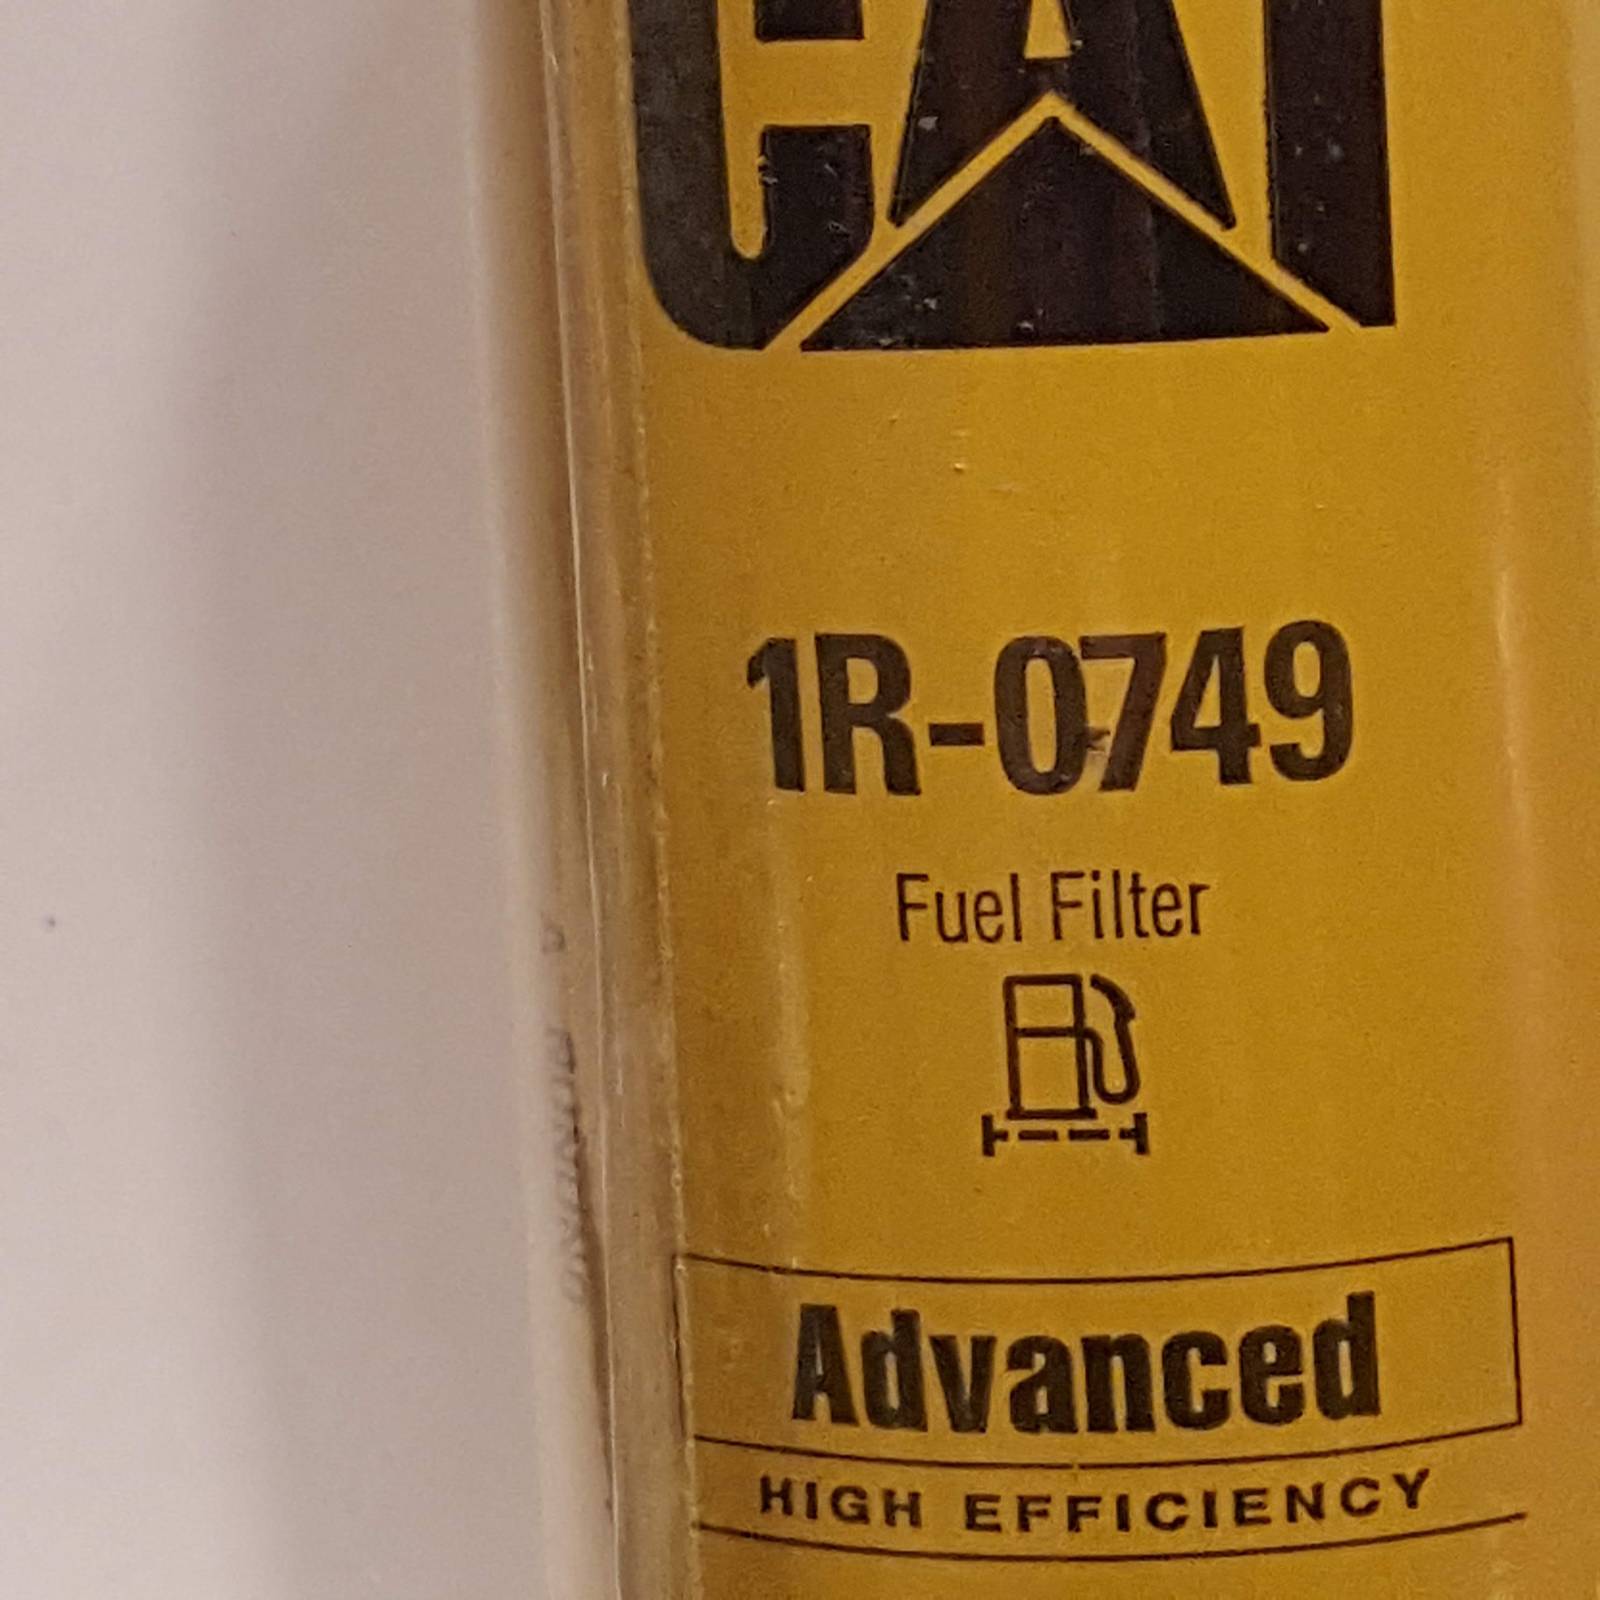 CAT
1R-0749
Fuel Filter
Advanced
HIGH EFFICIENCY